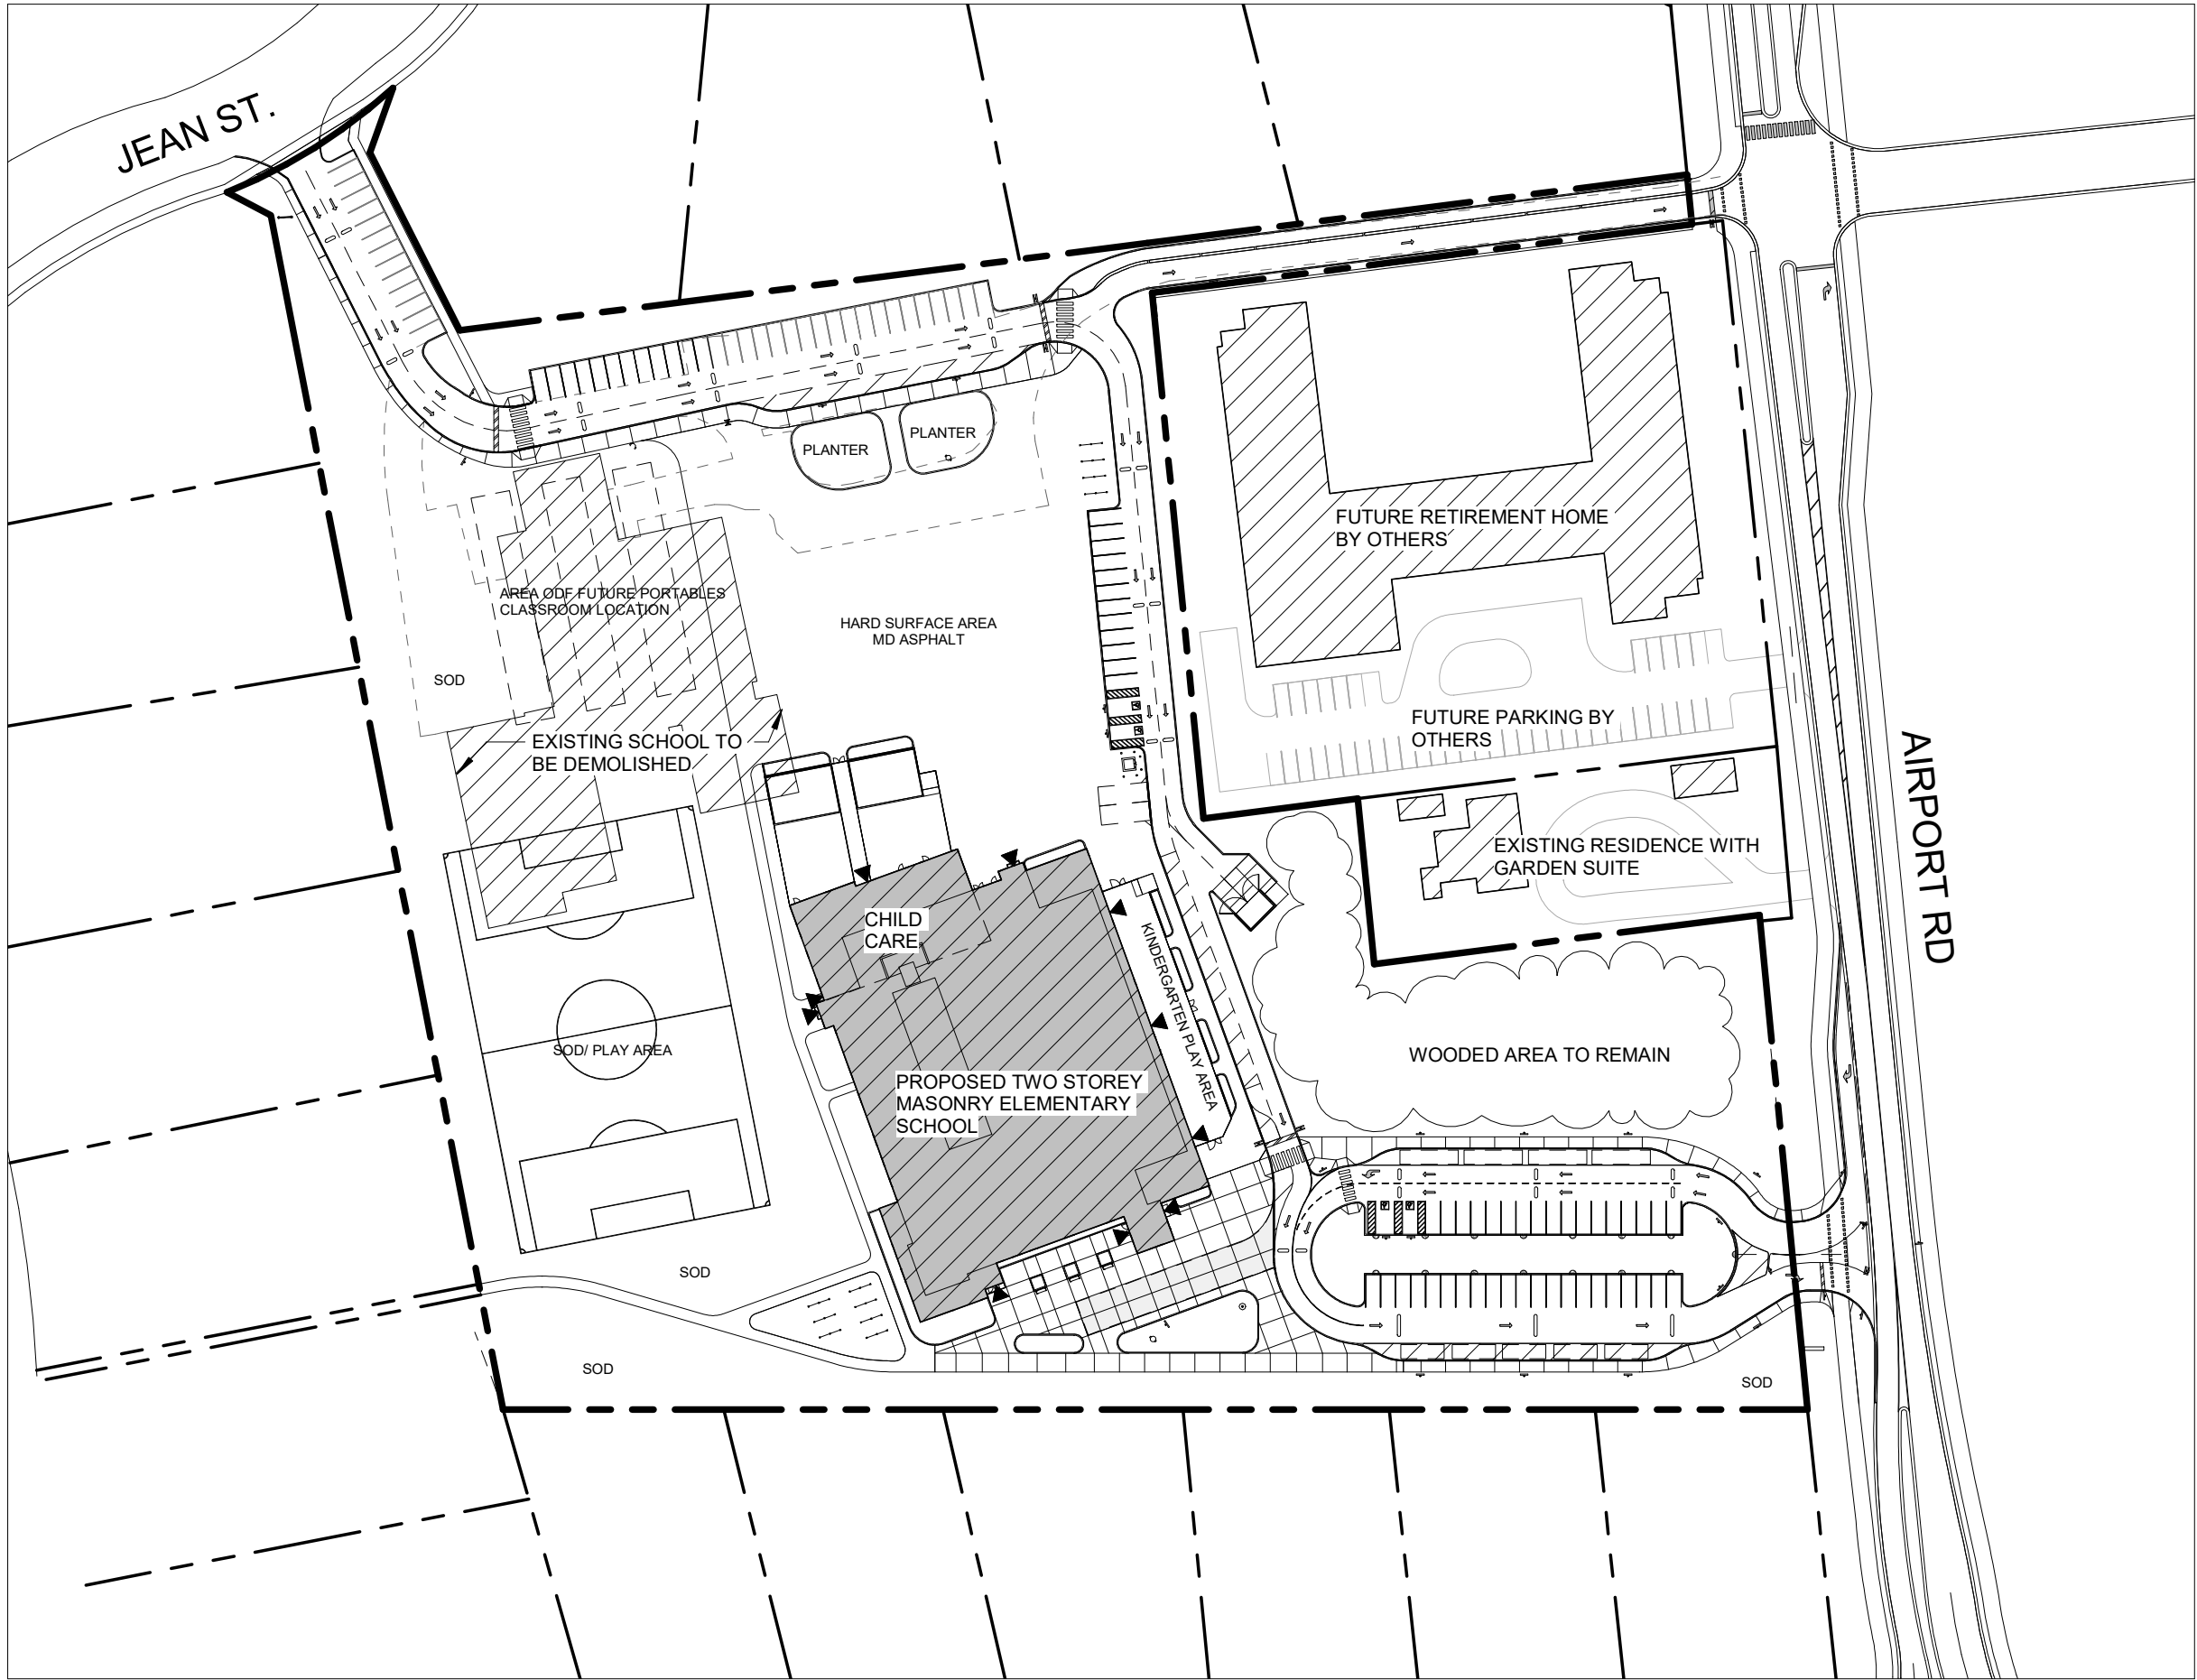 JEAN ST.
PLANTER
PLANTER
FUTURE RETIREMENT HOME
BY OTHERS
AREA ODF FUTURE PORTABLES
CLASSROOM LOCATION
HARD SURFACE AREA
MD ASPHALT
SOD
FUTURE PARKING BY
OTHERS
EXISTING SCHOOL TO
BE DEMOLISHED
AIRPORT RD
EXISTING RESIDENCE WITH
GARDEN SUITE
CHILD
CARE
KINDERGARTEN PLAY AREA
SOD/ PLAY AREA
WOODED AREA TO REMAIN
PROPOSED TWO STOREY
MASONRY ELEMENTARY
SCHOOL
SOD
SOD
SOD